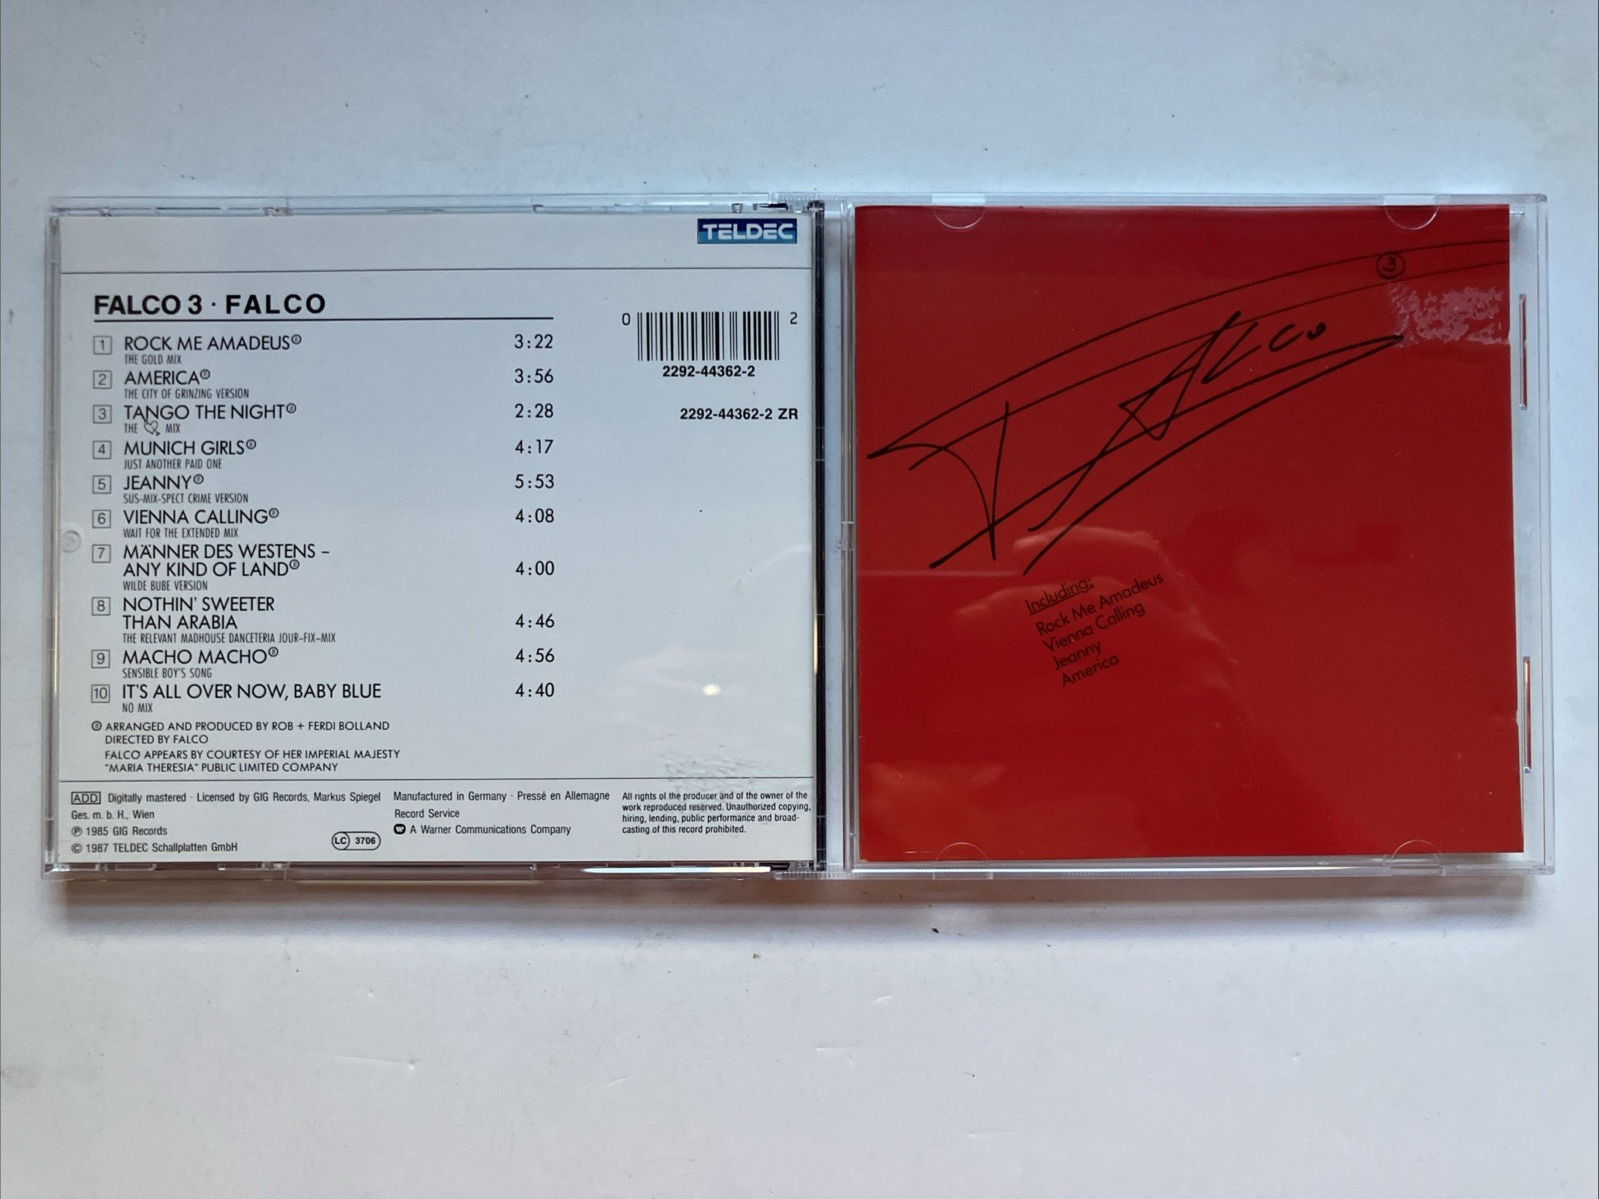 TELDEC
FALCO 3 · FALCO
0 2
2292-44362-2
2292-44362-2 ZR
1 ROCK ME AMADEUS® 3:22
THE GOLD MIX
2 AMERICA® 3:56
THE CITY OF GRINZING VERSION
3 TANGO THE NIGHT® 2:28
THE MIX
4 MUNICH GIRLS® 4:17
JUST ANOTHER PAID ONE
5 JEANNY® 5:53
SUS-MIX-SPECT CRIME VERSION
6 VIENNA CALLING® 4:08
WAIT FOR THE EXTENDED MIX
7 MÄNNER DES WESTENS –
ANY KIND OF LAND® 4:00
WILDE BUBE VERSION
8 NOTHIN' SWEETER
THAN ARABIA 4:46
THE RELEVANT MADHOUSE DANCETERIA JOUR-FIX-MIX
9 MACHO MACHO® 4:56
SENSIBLE BOY'S SONG
10 IT'S ALL OVER NOW, BABY BLUE 4:40
NO MIX
® ARRANGED AND PRODUCED BY ROB + FERDI BOLLAND
DIRECTED BY FALCO
FALCO APPEARS BY COURTESY OF HER IMPERIAL MAJESTY
"MARIA THERESIA" PUBLIC LIMITED COMPANY
ADD Digitally mastered · Licensed by GIG Records, Markus Spiegel
Ges. m. b. H., Wien
℗ 1985 GIG Records
© 1987 TELDEC Schallplatten GmbH
LC 3706
Manufactured in Germany · Pressé en Allemagne
Record Service
A Warner Communications Company
All rights of the producer and of the owner of the
work reproduced reserved. Unauthorized copying,
hiring, lending, public performance and broad-
casting of this record prohibited.
3
FALCO
Including:
Rock Me Amadeus
Vienna Calling
Jeanny
America